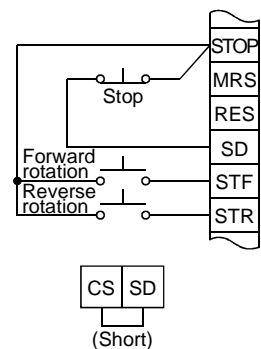 STOP
MRS
Stop
RES
SD
Forward
rotation
STF
Reverse
rotation
STR
CS SD
(Short)